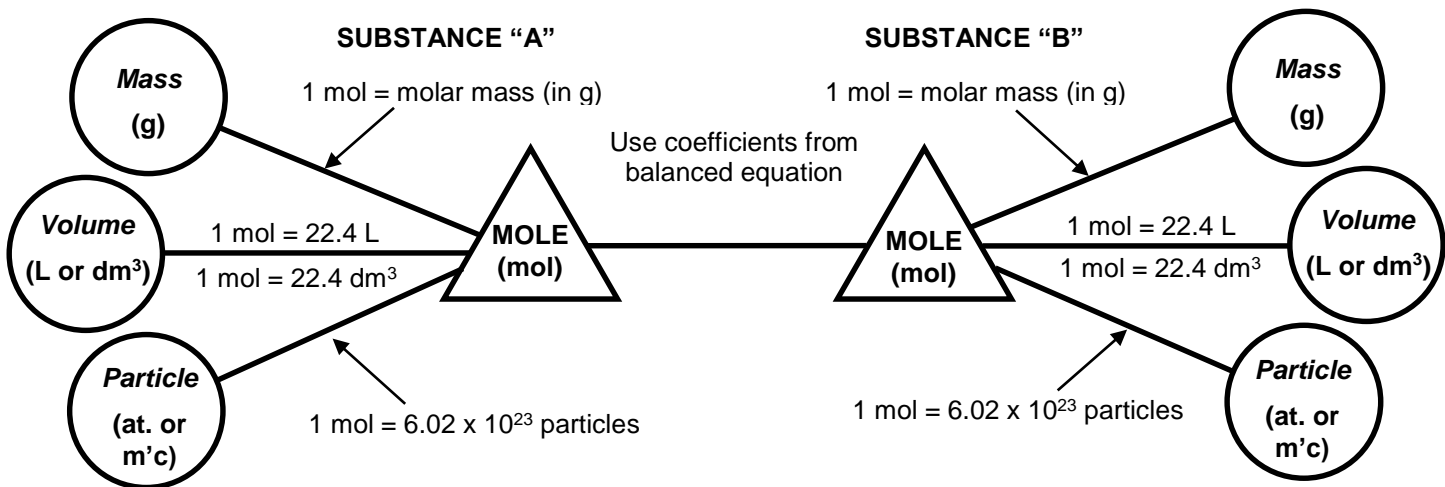 SUBSTANCE “A”
SUBSTANCE “B”
Mass
(g)
1 mol = molar mass (in g)
1 mol = molar mass (in g)
Mass
(g)
Use coefficients from
balanced equation
Volume
(L or dm³)
1 mol = 22.4 L
1 mol = 22.4 dm³
MOLE
(mol)
MOLE
(mol)
1 mol = 22.4 L
1 mol = 22.4 dm³
Volume
(L or dm³)
Particle
(at. or
m’c)
1 mol = 6.02 x 10²³ particles
1 mol = 6.02 x 10²³ particles
Particle
(at. or
m’c)